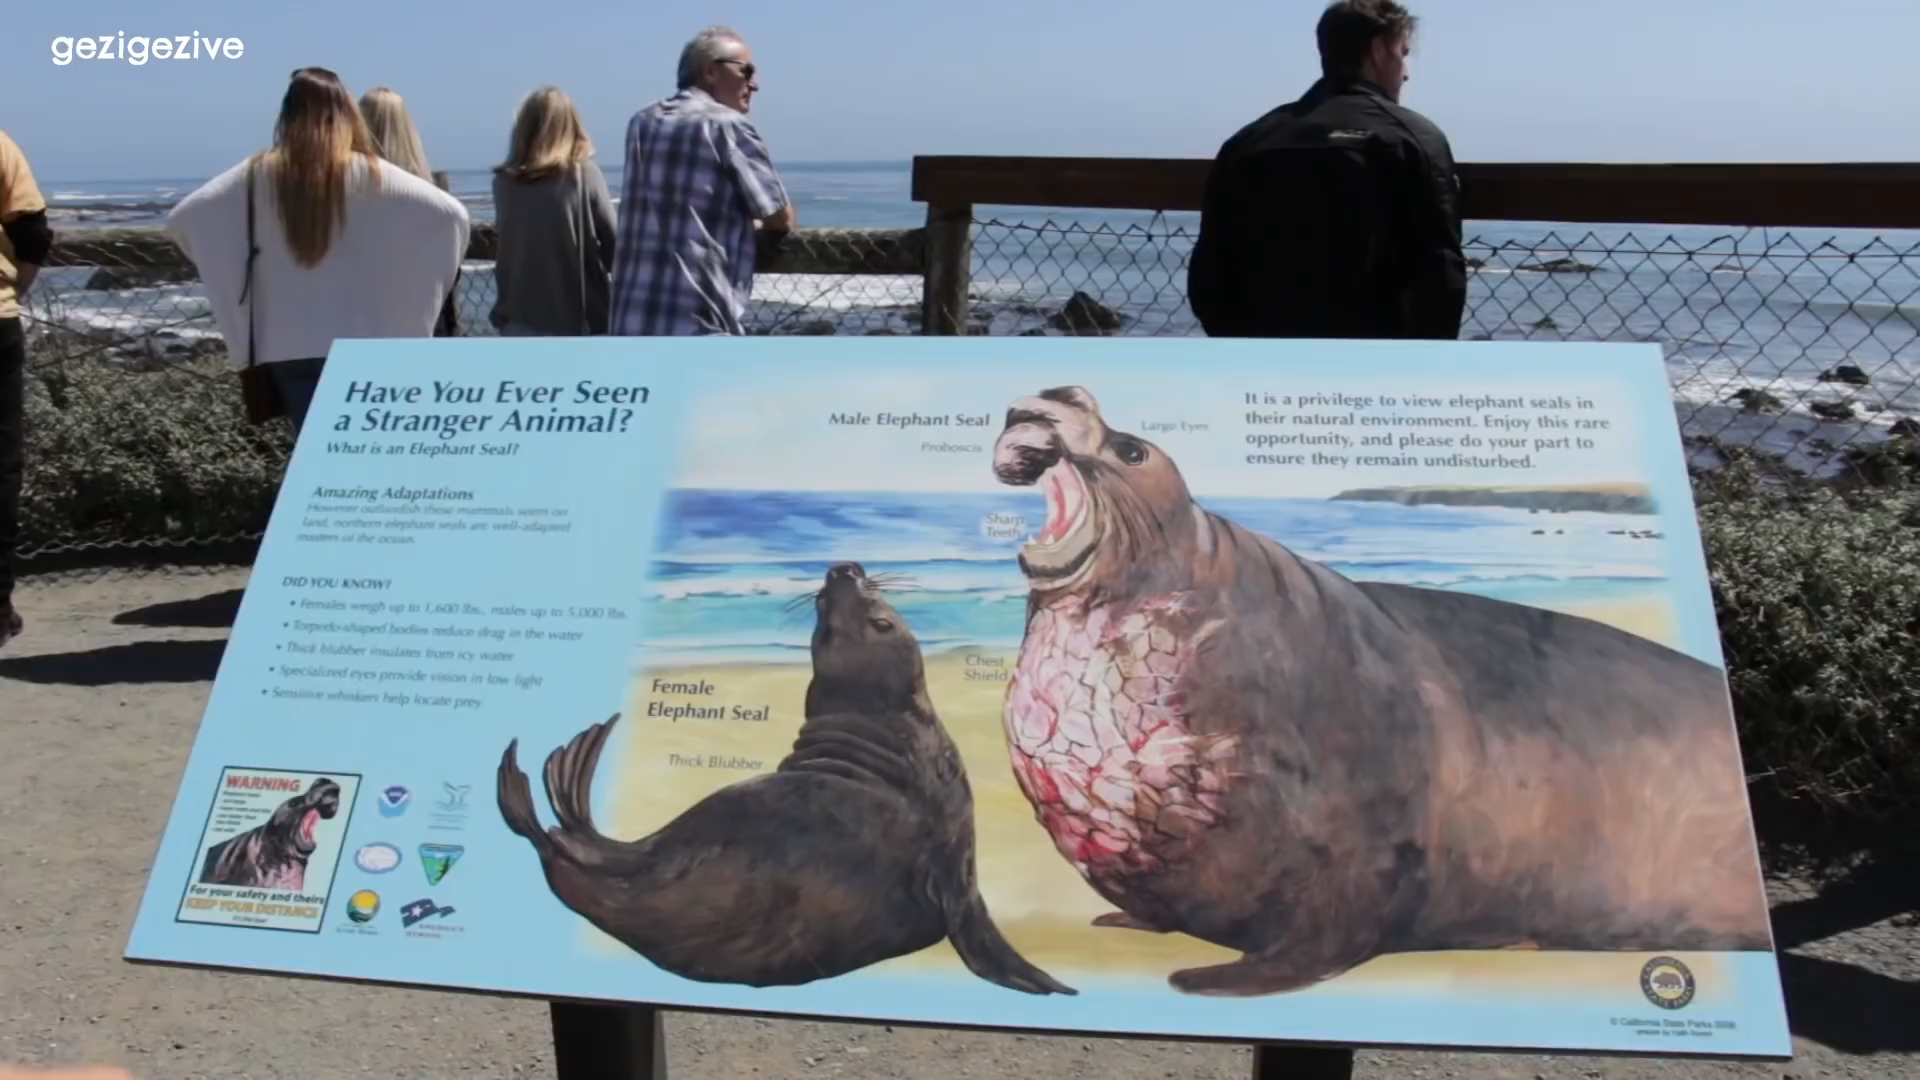 gezigezive
Have You Ever Seen
a Stranger Animal?
What is an Elephant Seal?
Amazing Adaptations
However outlandish these mammals seem on
land, northern elephant seals are well-adapted
masters of the ocean.
DID YOU KNOW?
• Females weigh up to 1,600 lbs., males up to 5,000 lbs.
• Torpedo-shaped bodies reduce drag in the water
• Thick blubber insulates from icy water
• Specialized eyes provide vision in low light
• Sensitive whiskers help locate prey
Male Elephant Seal
Proboscis
Large Eyes
Sharp
Teeth
Chest
Shield
Female
Elephant Seal
Thick Blubber
It is a privilege to view elephant seals in
their natural environment. Enjoy this rare
opportunity, and please do your part to
ensure they remain undisturbed.
WARNING
For your safety and theirs
KEEP YOUR DISTANCE
CALIFORNIA
STATE PARKS
© California State Parks